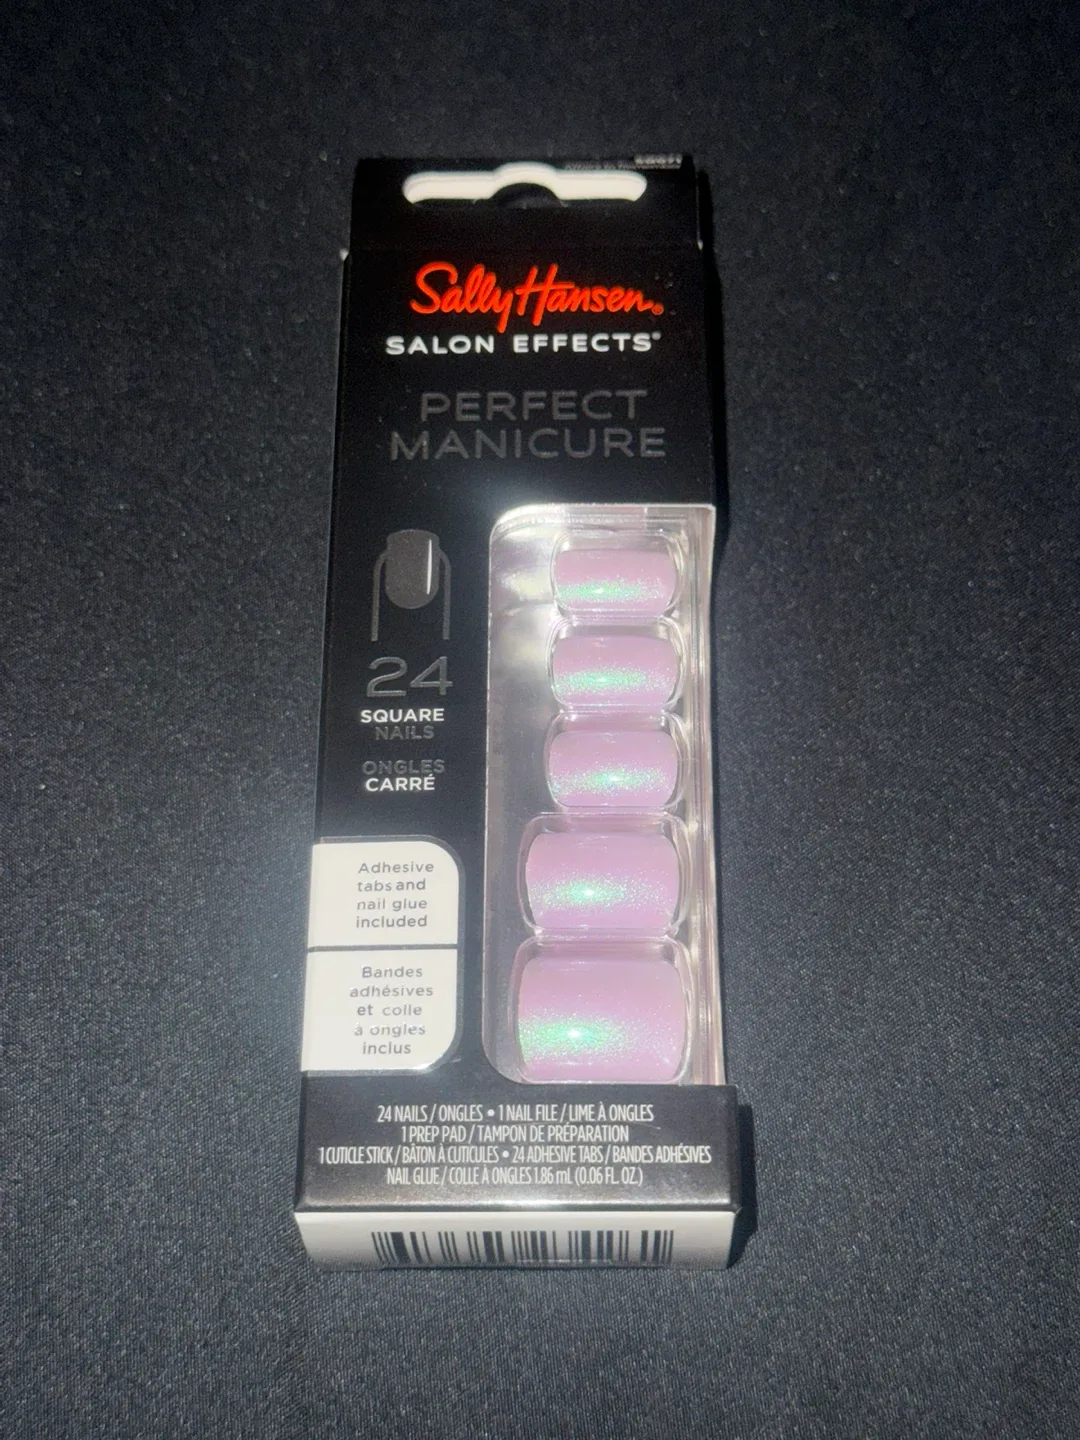 Sally Hansen®
SALON EFFECTS®
PERFECT
MANICURE
24
SQUARE
NAILS
ONGLES
CARRÉ
Adhesive
tabs and
nail glue
included
Bandes
adhésives
et colle
à ongles
inclus
24 NAILS / ONGLES • 1 NAIL FILE / LIME À ONGLES
1 PREP PAD / TAMPON DE PRÉPARATION
1 CUTICLE STICK / BÂTON À CUTICULES • 24 ADHESIVE TABS / BANDES ADHÉSIVES
NAIL GLUE / COLLE À ONGLES 1.86 mL (0.06 FL. OZ.)